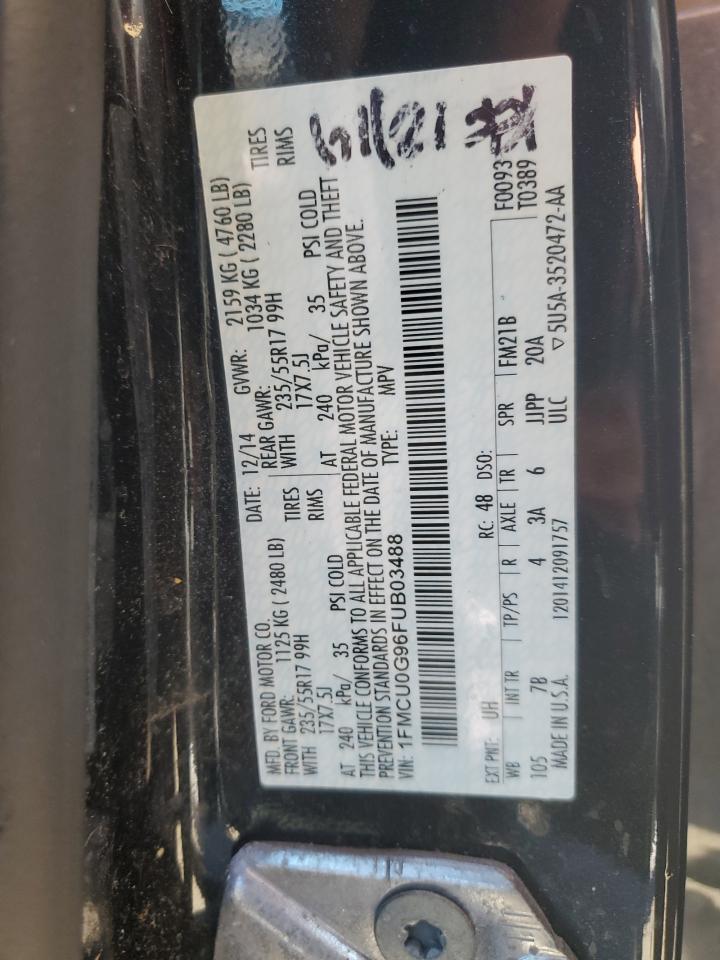 MFD. BY FORD MOTOR CO.
DATE: 12/14 GVWR: 2159 KG ( 4760 LB)
FRONT GAWR: 1125 KG ( 2480 LB)
REAR GAWR: 1034 KG ( 2280 LB)
WITH 235/55R17 99H TIRES
WITH 235/55R17 99H TIRES
17X7.5J RIMS
17X7.5J RIMS
AT 240 kPa/ 35 PSI COLD
AT 240 kPa/ 35 PSI COLD
THIS VEHICLE CONFORMS TO ALL APPLICABLE FEDERAL MOTOR VEHICLE SAFETY AND THEFT
PREVENTION STANDARDS IN EFFECT ON THE DATE OF MANUFACTURE SHOWN ABOVE.
VIN: 1FMCU0G96FUB03488
TYPE: MPV
F0093
T0389
EXT PNT: UH RC: 48 DSO: FM21B
WB INT TR TP/PS R AXLE TR SPR
105 7B 4 3A 6 JJPP 20A
ULC
MADE IN U.S.A. 1201412091757
▽5U5A-3520472-AA